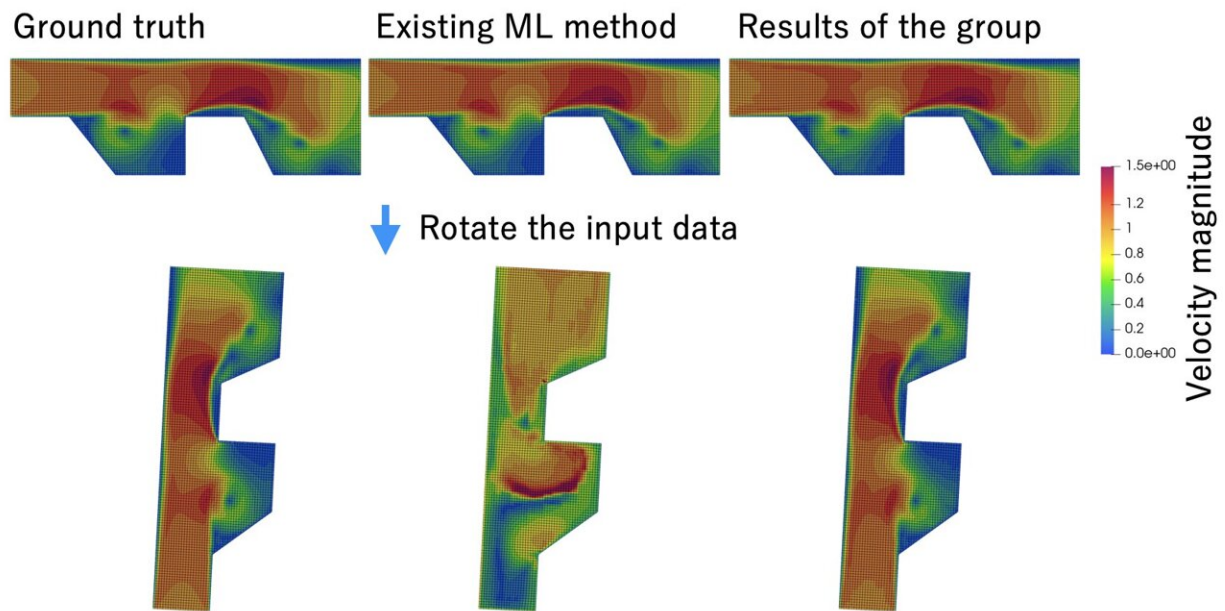 Ground truth
Existing ML method
Results of the group
Rotate the input data
1.5e+00
1.2
1
0.8
0.6
0.4
0.2
0.0e+00
Velocity magnitude